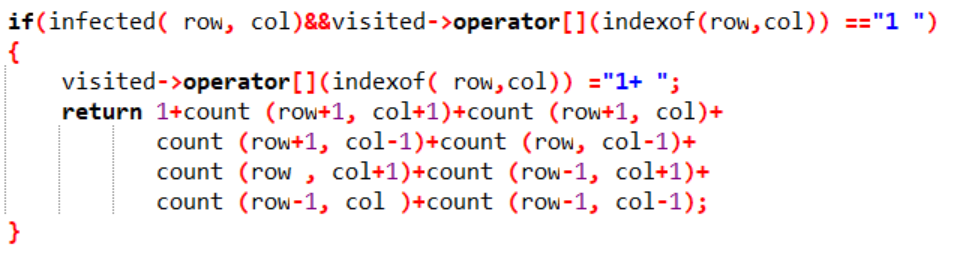 if(infected( row, col)&&visited->operator[](indexof(row,col)) =="1 ")
{
    visited->operator[](indexof( row,col)) ="1+ ";
    return 1+count (row+1, col+1)+count (row+1, col)+
           count (row+1, col-1)+count (row, col-1)+
           count (row , col+1)+count (row-1, col+1)+
           count (row-1, col )+count (row-1, col-1);
}